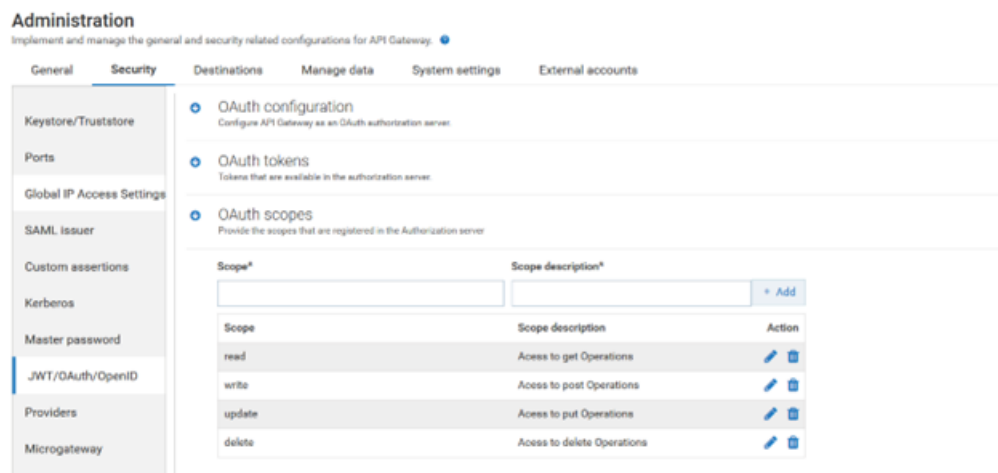 Administration
Implement and manage the general and security related configurations for API Gateway.
General Security Destinations Manage data System settings External accounts
Keystore/Truststore
Ports
Global IP Access Settings
SAML issuer
Custom assertions
Kerberos
Master password
JWT/OAuth/OpenID
Providers
Microgateway
OAuth configuration
Configure API Gateway as an OAuth authorization server.
OAuth tokens
Tokens that are available in the authorization server.
OAuth scopes
Provide the scopes that are registered in the Authorization server
Scope* Scope description*
+ Add
Scope Scope description Action
read Acess to get Operations
write Acess to post Operations
update Acess to put Operations
delete Acess to delete Operations